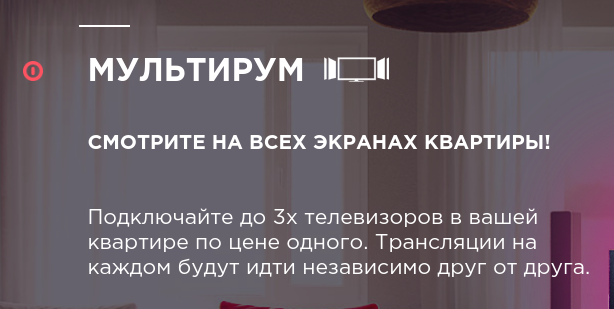 МУЛЬТИРУМ
СМОТРИТЕ НА ВСЕХ ЭКРАНАХ КВАРТИРЫ!
Подключайте до 3х телевизоров в вашей
квартире по цене одного. Трансляции на
каждом будут идти независимо друг от друга.